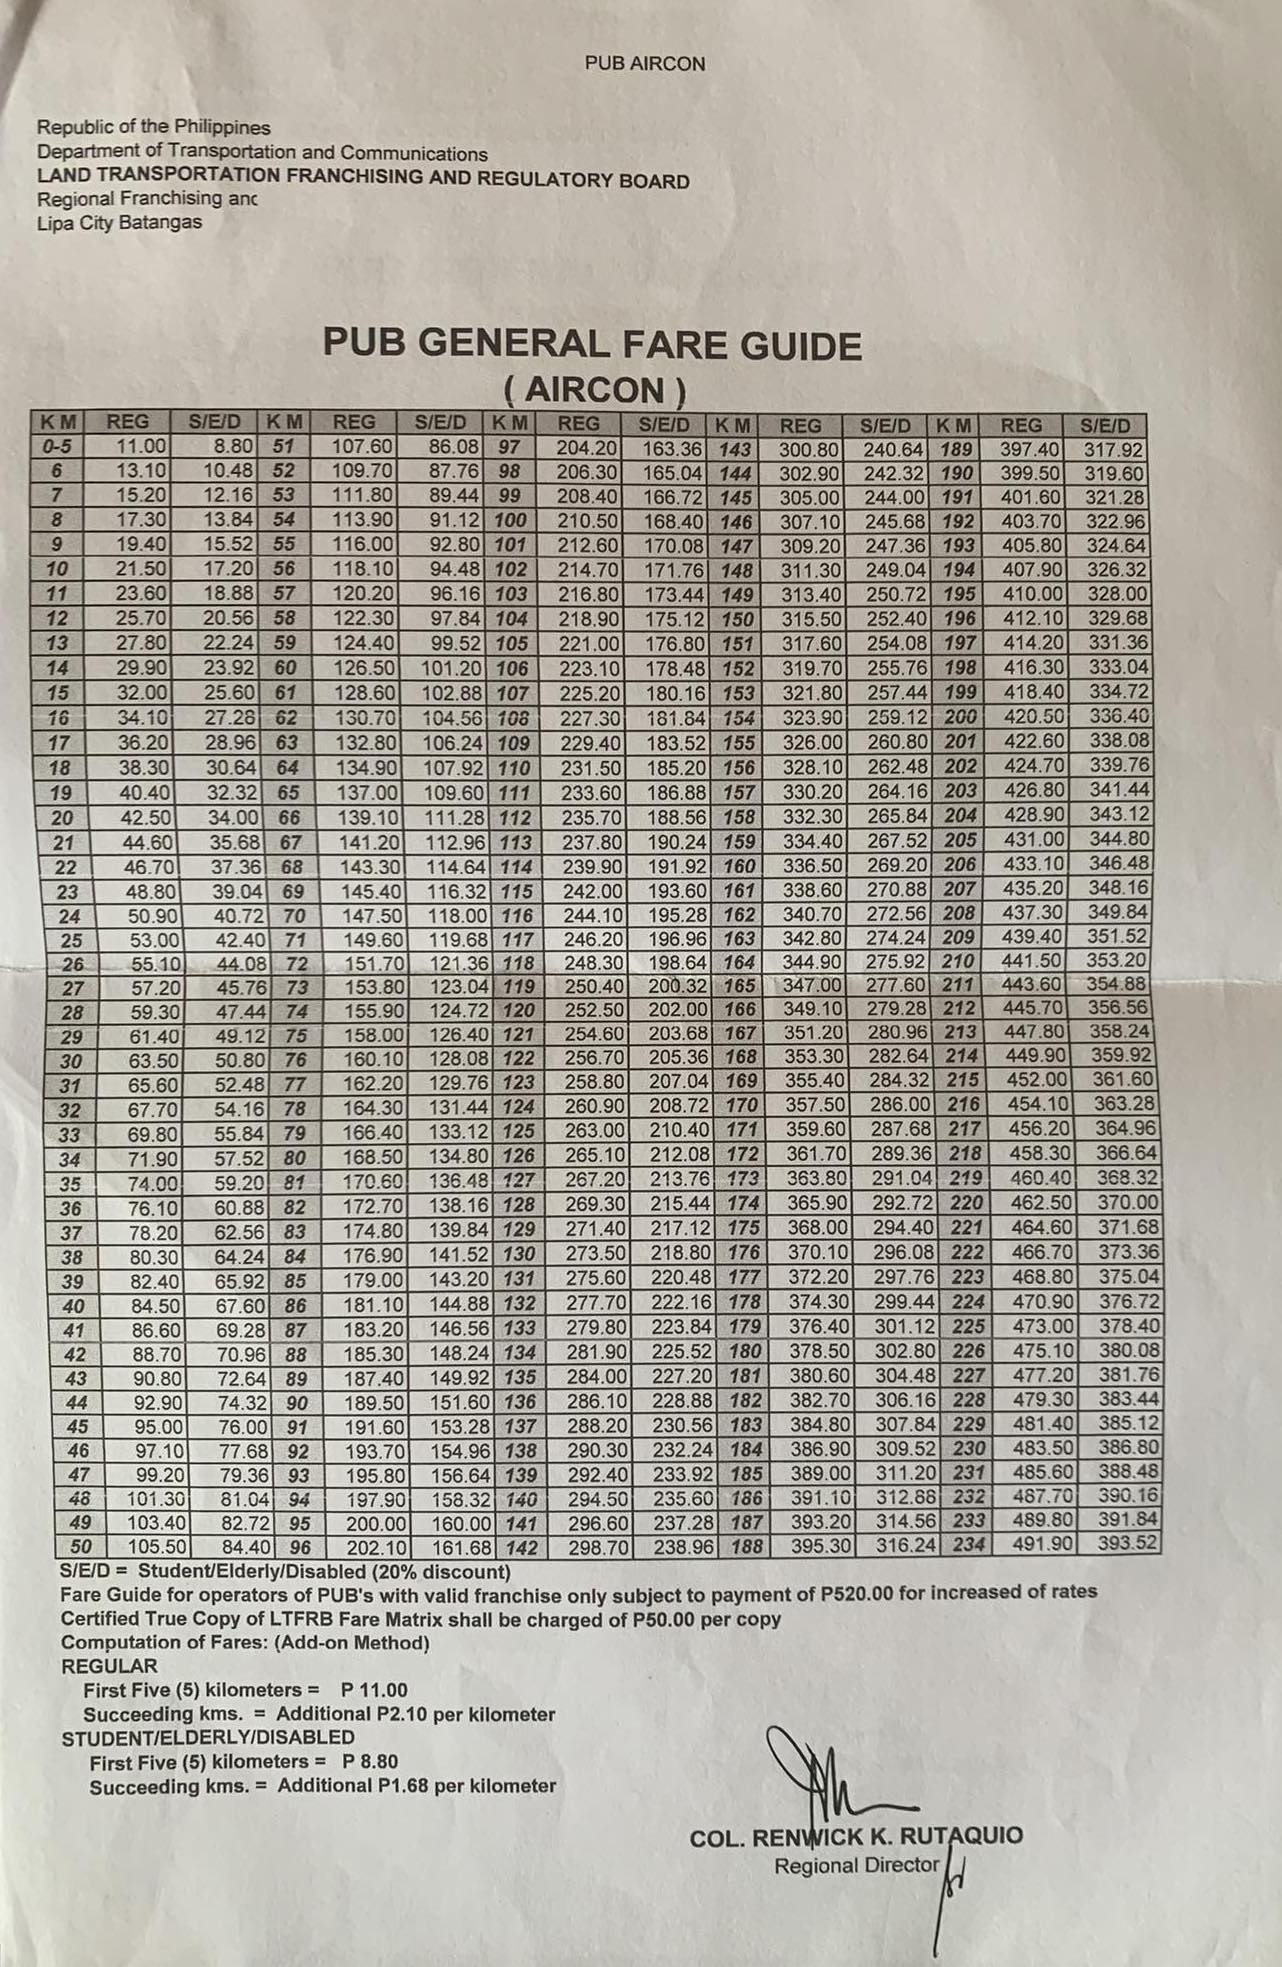 PUB AIRCON
Republic of the Philippines
Department of Transportation and Communications
LAND TRANSPORTATION FRANCHISING AND REGULATORY BOARD
Regional Franchising anc
Lipa City Batangas
PUB GENERAL FARE GUIDE
( AIRCON )
K M REG S/E/D K M REG S/E/D K M REG S/E/D K M REG S/E/D K M REG S/E/D
0-5 11.00 8.80 51 107.60 86.08 97 204.20 163.36 143 300.80 240.64 189 397.40 317.92
6 13.10 10.48 52 109.70 87.76 98 206.30 165.04 144 302.90 242.32 190 399.50 319.60
7 15.20 12.16 53 111.80 89.44 99 208.40 166.72 145 305.00 244.00 191 401.60 321.28
8 17.30 13.84 54 113.90 91.12 100 210.50 168.40 146 307.10 245.68 192 403.70 322.96
9 19.40 15.52 55 116.00 92.80 101 212.60 170.08 147 309.20 247.36 193 405.80 324.64
10 21.50 17.20 56 118.10 94.48 102 214.70 171.76 148 311.30 249.04 194 407.90 326.32
11 23.60 18.88 57 120.20 96.16 103 216.80 173.44 149 313.40 250.72 195 410.00 328.00
12 25.70 20.56 58 122.30 97.84 104 218.90 175.12 150 315.50 252.40 196 412.10 329.68
13 27.80 22.24 59 124.40 99.52 105 221.00 176.80 151 317.60 254.08 197 414.20 331.36
14 29.90 23.92 60 126.50 101.20 106 223.10 178.48 152 319.70 255.76 198 416.30 333.04
15 32.00 25.60 61 128.60 102.88 107 225.20 180.16 153 321.80 257.44 199 418.40 334.72
16 34.10 27.28 62 130.70 104.56 108 227.30 181.84 154 323.90 259.12 200 420.50 336.40
17 36.20 28.96 63 132.80 106.24 109 229.40 183.52 155 326.00 260.80 201 422.60 338.08
18 38.30 30.64 64 134.90 107.92 110 231.50 185.20 156 328.10 262.48 202 424.70 339.76
19 40.40 32.32 65 137.00 109.60 111 233.60 186.88 157 330.20 264.16 203 426.80 341.44
20 42.50 34.00 66 139.10 111.28 112 235.70 188.56 158 332.30 265.84 204 428.90 343.12
21 44.60 35.68 67 141.20 112.96 113 237.80 190.24 159 334.40 267.52 205 431.00 344.80
22 46.70 37.36 68 143.30 114.64 114 239.90 191.92 160 336.50 269.20 206 433.10 346.48
23 48.80 39.04 69 145.40 116.32 115 242.00 193.60 161 338.60 270.88 207 435.20 348.16
24 50.90 40.72 70 147.50 118.00 116 244.10 195.28 162 340.70 272.56 208 437.30 349.84
25 53.00 42.40 71 149.60 119.68 117 246.20 196.96 163 342.80 274.24 209 439.40 351.52
26 55.10 44.08 72 151.70 121.36 118 248.30 198.64 164 344.90 275.92 210 441.50 353.20
27 57.20 45.76 73 153.80 123.04 119 250.40 200.32 165 347.00 277.60 211 443.60 354.88
28 59.30 47.44 74 155.90 124.72 120 252.50 202.00 166 349.10 279.28 212 445.70 356.56
29 61.40 49.12 75 158.00 126.40 121 254.60 203.68 167 351.20 280.96 213 447.80 358.24
30 63.50 50.80 76 160.10 128.08 122 256.70 205.36 168 353.30 282.64 214 449.90 359.92
31 65.60 52.48 77 162.20 129.76 123 258.80 207.04 169 355.40 284.32 215 452.00 361.60
32 67.70 54.16 78 164.30 131.44 124 260.90 208.72 170 357.50 286.00 216 454.10 363.28
33 69.80 55.84 79 166.40 133.12 125 263.00 210.40 171 359.60 287.68 217 456.20 364.96
34 71.90 57.52 80 168.50 134.80 126 265.10 212.08 172 361.70 289.36 218 458.30 366.64
35 74.00 59.20 81 170.60 136.48 127 267.20 213.76 173 363.80 291.04 219 460.40 368.32
36 76.10 60.88 82 172.70 138.16 128 269.30 215.44 174 365.90 292.72 220 462.50 370.00
37 78.20 62.56 83 174.80 139.84 129 271.40 217.12 175 368.00 294.40 221 464.60 371.68
38 80.30 64.24 84 176.90 141.52 130 273.50 218.80 176 370.10 296.08 222 466.70 373.36
39 82.40 65.92 85 179.00 143.20 131 275.60 220.48 177 372.20 297.76 223 468.80 375.04
40 84.50 67.60 86 181.10 144.88 132 277.70 222.16 178 374.30 299.44 224 470.90 376.72
41 86.60 69.28 87 183.20 146.56 133 279.80 223.84 179 376.40 301.12 225 473.00 378.40
42 88.70 70.96 88 185.30 148.24 134 281.90 225.52 180 378.50 302.80 226 475.10 380.08
43 90.80 72.64 89 187.40 149.92 135 284.00 227.20 181 380.60 304.48 227 477.20 381.76
44 92.90 74.32 90 189.50 151.60 136 286.10 228.88 182 382.70 306.16 228 479.30 383.44
45 95.00 76.00 91 191.60 153.28 137 288.20 230.56 183 384.80 307.84 229 481.40 385.12
46 97.10 77.68 92 193.70 154.96 138 290.30 232.24 184 386.90 309.52 230 483.50 386.80
47 99.20 79.36 93 195.80 156.64 139 292.40 233.92 185 389.00 311.20 231 485.60 388.48
48 101.30 81.04 94 197.90 158.32 140 294.50 235.60 186 391.10 312.88 232 487.70 390.16
49 103.40 82.72 95 200.00 160.00 141 296.60 237.28 187 393.20 314.56 233 489.80 391.84
50 105.50 84.40 96 202.10 161.68 142 298.70 238.96 188 395.30 316.24 234 491.90 393.52
S/E/D = Student/Elderly/Disabled (20% discount)
Fare Guide for operators of PUB's with valid franchise only subject to payment of P520.00 for increased of rates
Certified True Copy of LTFRB Fare Matrix shall be charged of P50.00 per copy
Computation of Fares: (Add-on Method)
REGULAR
First Five (5) kilometers = P 11.00
Succeeding kms. = Additional P2.10 per kilometer
STUDENT/ELDERLY/DISABLED
First Five (5) kilometers = P 8.80
Succeeding kms. = Additional P1.68 per kilometer
COL. RENWICK K. RUTAQUIO
Regional Director